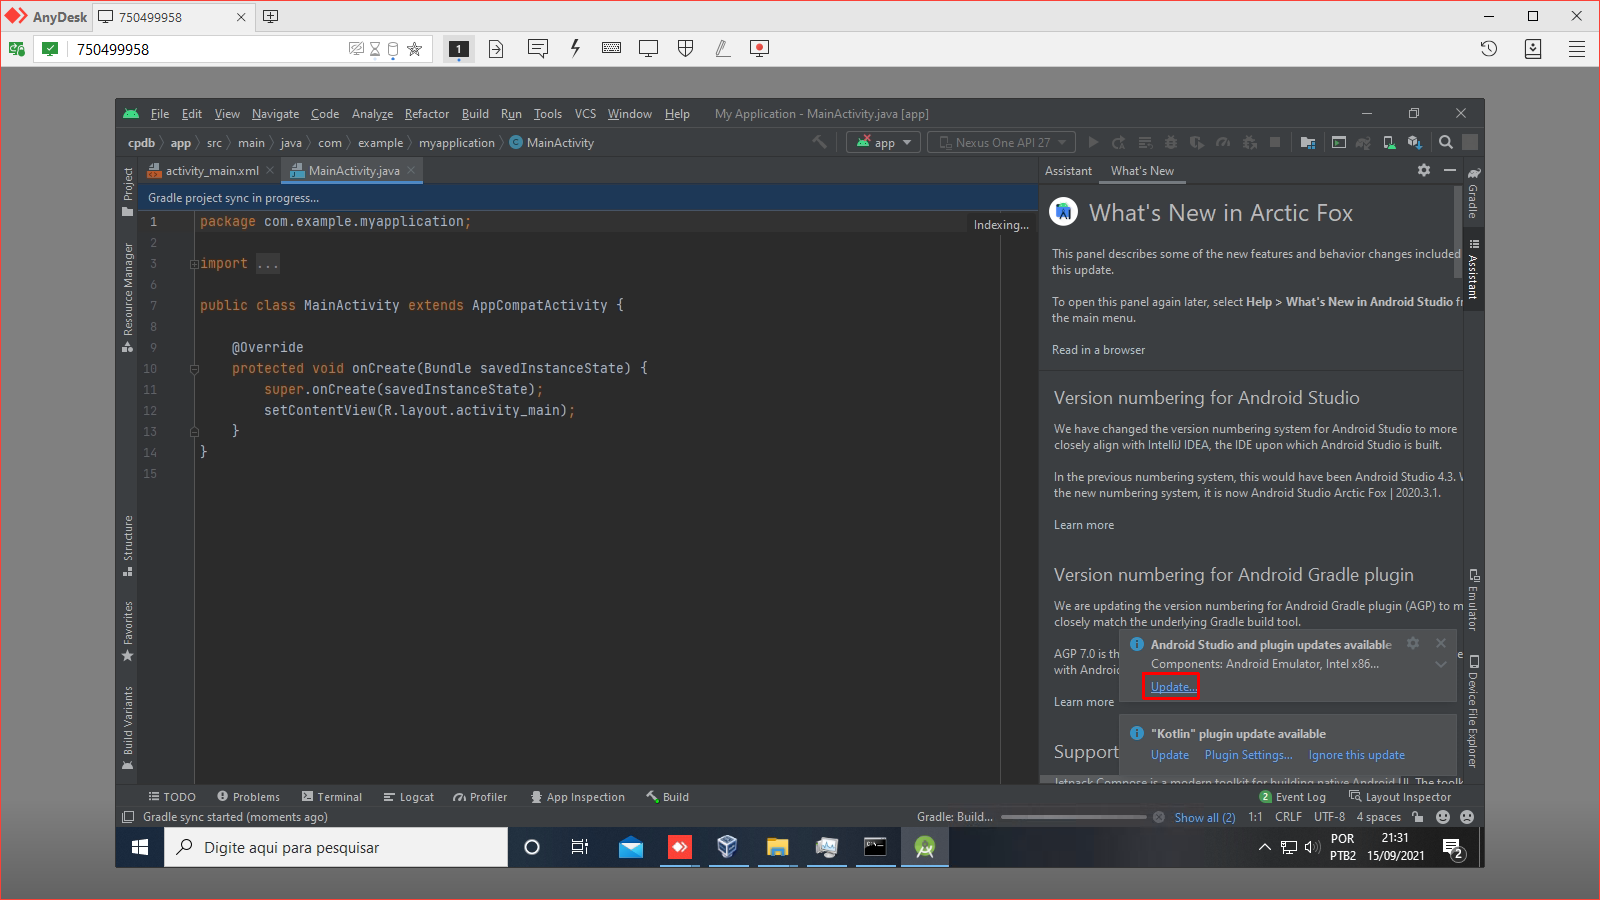 AnyDesk
750499958
750499958
1
File Edit View Navigate Code Analyze Refactor Build Run Tools VCS Window Help My Application - MainActivity.java [app]
cpdb app src main java com example myapplication MainActivity
app
Nexus One API 27
activity_main.xml
MainActivity.java
Assistant
What's New
Gradle project sync in progress...
Indexing...
1 package com.example.myapplication;
2
3 import ...
6
7 public class MainActivity extends AppCompatActivity {
8
9 @Override
10 protected void onCreate(Bundle savedInstanceState) {
11 super.onCreate(savedInstanceState);
12 setContentView(R.layout.activity_main);
13 }
14 }
15
Project
Resource Manager
Structure
Favorites
Build Variants
What's New in Arctic Fox
This panel describes some of the new features and behavior changes included
this update.
To open this panel again later, select Help > What's New in Android Studio fr
the main menu.
Read in a browser
Version numbering for Android Studio
We have changed the version numbering system for Android Studio to more
closely align with IntelliJ IDEA, the IDE upon which Android Studio is built.
In the previous numbering system, this would have been Android Studio 4.3. W
the new numbering system, it is now Android Studio Arctic Fox | 2020.3.1.
Learn more
Version numbering for Android Gradle plugin
We are updating the version numbering for Android Gradle plugin (AGP) to m
closely match the underlying Gradle build tool.
AGP 7.0 is th
with Androi
Learn more
Support
Jetpack Compose is a modern toolkit for building native Android UI. The toolk
Android Studio and plugin updates available
Components: Android Emulator, Intel x86...
Update...
"Kotlin" plugin update available
Update Plugin Settings... Ignore this update
Gradle
Assistant
Emulator
Device File Explorer
TODO Problems Terminal Logcat Profiler App Inspection Build
2 Event Log Layout Inspector
Gradle sync started (moments ago)
Gradle: Build...
Show all (2) 1:1 CRLF UTF-8 4 spaces
Digite aqui para pesquisar
POR
PTB2
21:31
15/09/2021
2